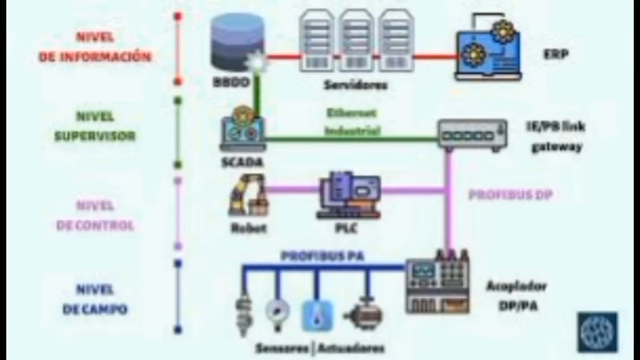 NIVEL
DE INFORMACIÓN
BBDD
Servidores
ERP
NIVEL
SUPERVISOR
Ethernet
Industrial
SCADA
IE/PB link
gateway
NIVEL
DE CONTROL
Robot
PLC
PROFIBUS DP
NIVEL
DE CAMPO
PROFIBUS PA
Acoplador
DP/PA
Sensores | Actuadores